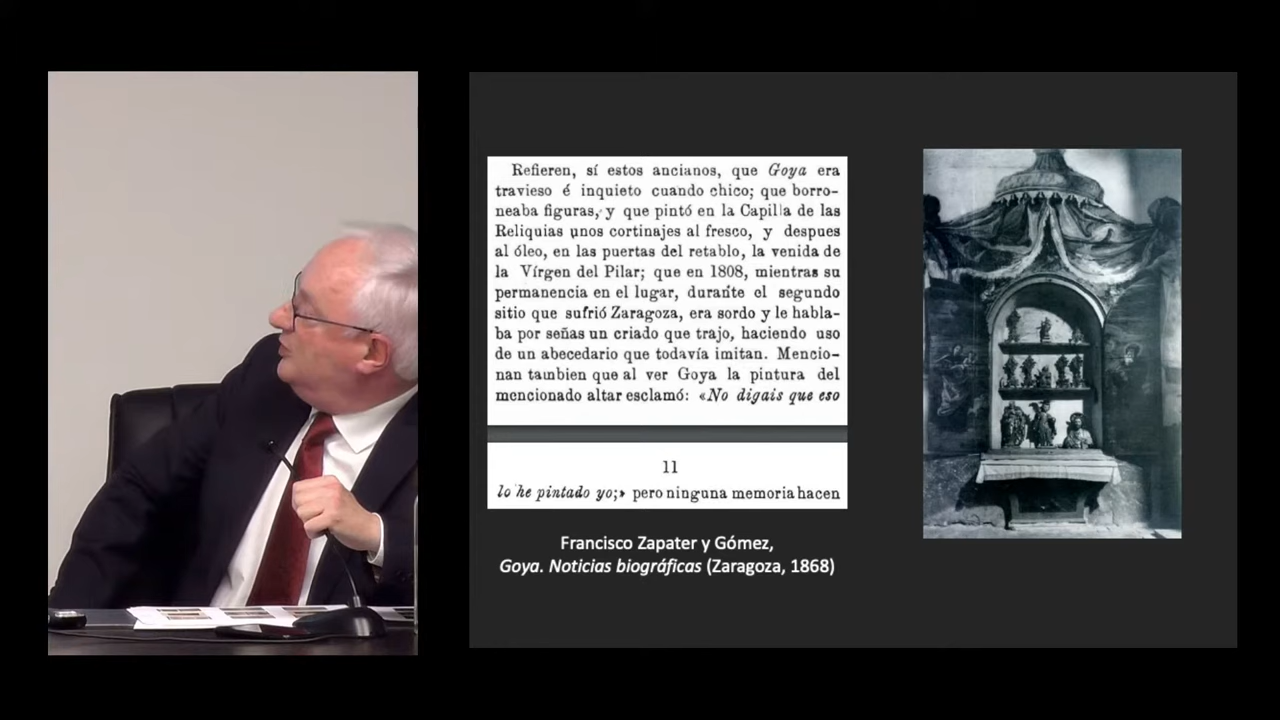 Refieren, sí estos ancianos, que Goya era
travieso é inquieto cuando chico; que borro-
neaba figuras, y que pintó en la Capilla de las
Reliquias unos cortinajes al fresco, y despues
al óleo, en las puertas del retablo, la venida de
la Vírgen del Pilar; que en 1808, mientras su
permanencia en el lugar, durante el segundo
sitio que sufrió Zaragoza, era sordo y le habla-
ba por señas un criado que trajo, haciendo uso
de un abecedario que todavía imitan. Mencio-
nan tambien que al ver Goya la pintura del
mencionado altar esclamó: «No digais que eso
11
lo he pintado yo;» pero ninguna memoria hacen
Francisco Zapater y Gómez,
Goya. Noticias biográficas (Zaragoza, 1868)